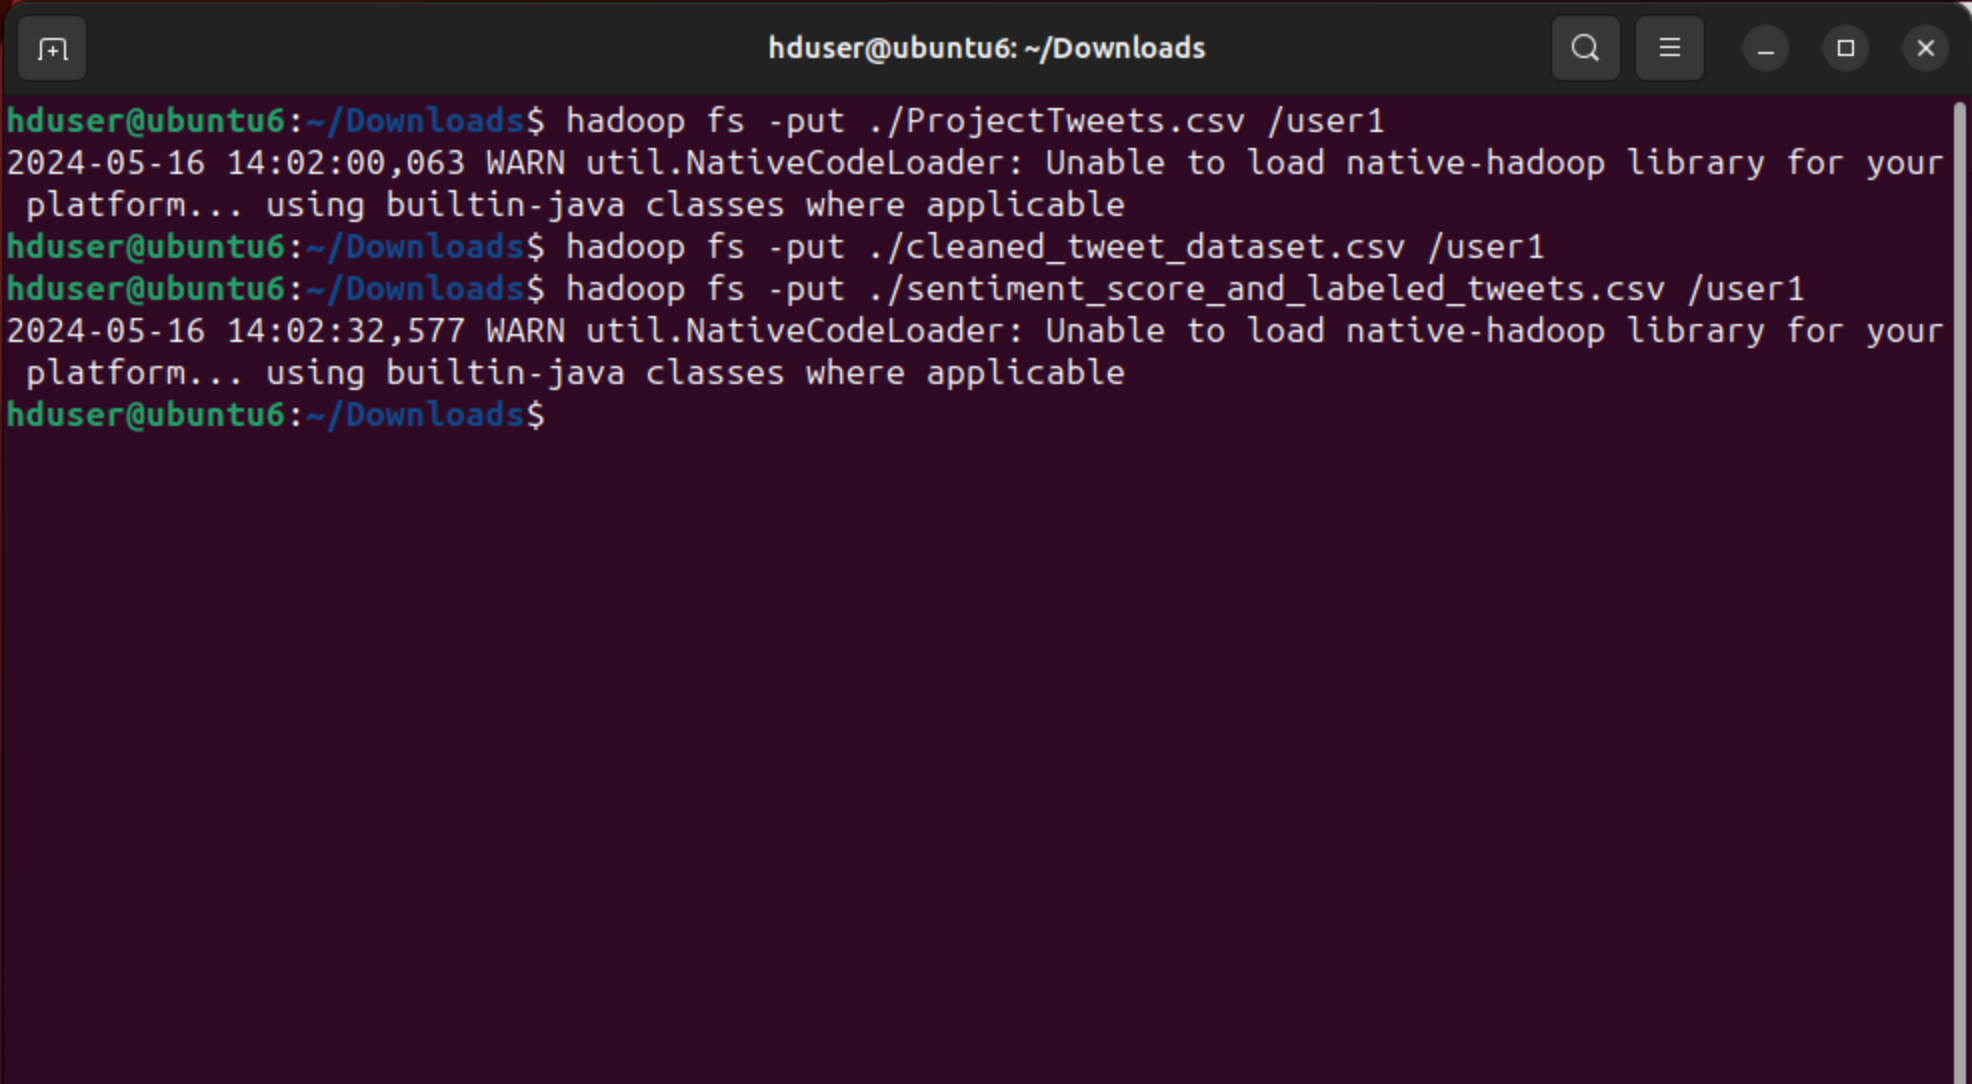 hduser@ubuntu6: ~/Downloads
hduser@ubuntu6:~/Downloads$ hadoop fs -put ./ProjectTweets.csv /user1
2024-05-16 14:02:00,063 WARN util.NativeCodeLoader: Unable to load native-hadoop library for your
 platform... using builtin-java classes where applicable
hduser@ubuntu6:~/Downloads$ hadoop fs -put ./cleaned_tweet_dataset.csv /user1
hduser@ubuntu6:~/Downloads$ hadoop fs -put ./sentiment_score_and_labeled_tweets.csv /user1
2024-05-16 14:02:32,577 WARN util.NativeCodeLoader: Unable to load native-hadoop library for your
 platform... using builtin-java classes where applicable
hduser@ubuntu6:~/Downloads$